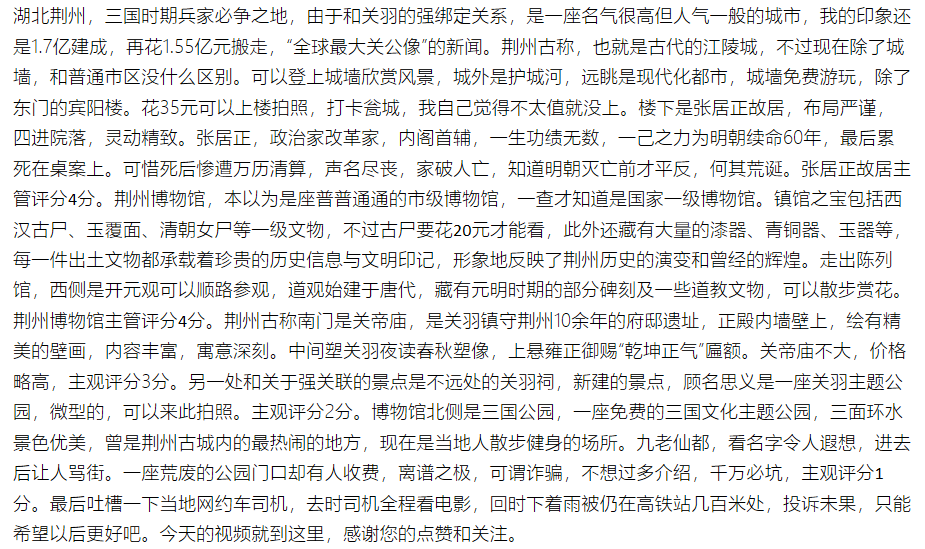 湖北荆州，三国时期兵家必争之地，由于和关羽的强绑定关系，是一座名气很高但人气一般的城市，我的印象还
是1.7亿建成，再花1.55亿元搬走，“全球最大关公像”的新闻。荆州古称，也就是古代的江陵城，不过现在除了城
墙，和普通市区没什么区别。可以登上城墙欣赏风景，城外是护城河，远眺是现代化都市，城墙免费游玩，除了
东门的宾阳楼。花35元可以上楼拍照，打卡瓮城，我自己觉得不太值就没上。楼下是张居正故居，布局严谨，
四进院落，灵动精致。张居正，政治家改革家，内阁首辅，一生功绩无数，一己之力为明朝续命60年，最后累
死在桌案上。可惜死后惨遭万历清算，声名尽丧，家破人亡，知道明朝灭亡前才平反，何其荒诞。张居正故居主
管评分4分。荆州博物馆，本以为是座普普通通的市级博物馆，一查才知道是国家一级博物馆。镇馆之宝包括西
汉古尸、玉覆面、清朝女尸等一级文物，不过古尸要花20元才能看，此外还藏有大量的漆器、青铜器、玉器等，
每一件出土文物都承载着珍贵的历史信息与文明印记，形象地反映了荆州历史的演变和曾经的辉煌。走出陈列
馆，西侧是开元观可以顺路参观，道观始建于唐代，藏有元明时期的部分碑刻及一些道教文物，可以散步赏花。
荆州博物馆主管评分4分。荆州古称南门是关帝庙，是关羽镇守荆州10余年的府邸遗址，正殿内墙壁上，绘有精
美的壁画，内容丰富，寓意深刻。中间塑关羽夜读春秋塑像，上悬雍正御赐“乾坤正气”匾额。关帝庙不大，价格
略高，主观评分3分。另一处和关于强关联的景点是不远处的关羽祠，新建的景点，顾名思义是一座关羽主题公
园，微型的，可以来此拍照。主观评分2分。博物馆北侧是三国公园，一座免费的三国文化主题公园，三面环水
景色优美，曾是荆州古城内的最热闹的地方，现在是当地人散步健身的场所。九老仙都，看名字令人遐想，进去
后让人骂街。一座荒废的公园门口却有人收费，离谱之极，可谓诈骗，不想过多介绍，千万必坑，主观评分1
分。最后吐槽一下当地网约车司机，去时司机全程看电影，回时下着雨被仍在高铁站几百米处，投诉未果，只能
希望以后更好吧。今天的视频就到这里，感谢您的点赞和关注。